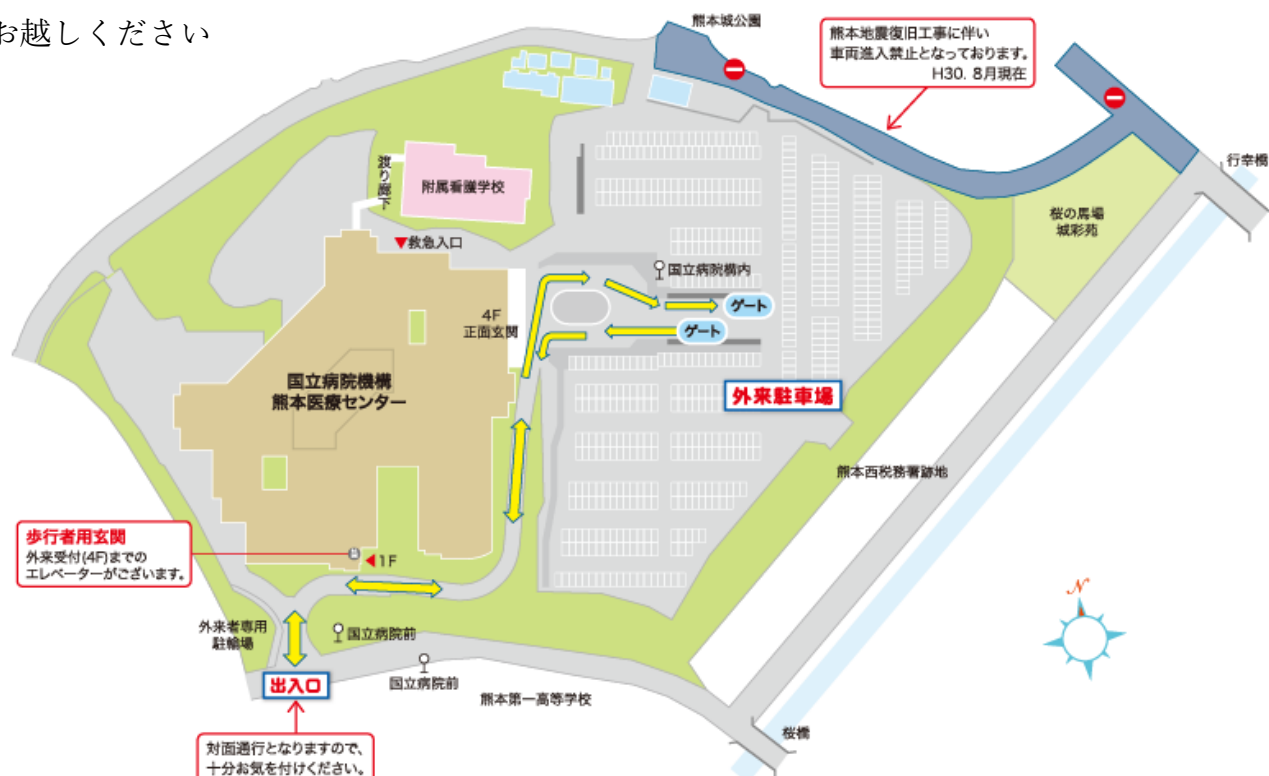 お越しください
熊本城公園
熊本地震復旧工事に伴い
車両進入禁止となっております。
H30. 8月現在
行幸橋
渡り廊下
附属看護学校
桜の馬場
城彩苑
▼救急入口
国立病院構内
4F
正面玄関
ゲート
ゲート
国立病院機構
熊本医療センター
外来駐車場
熊本西税務署跡地
歩行者用玄関
外来受付(4F)までの
エレベーターがございます。
◀1F
N
外来者専用
駐輪場
国立病院前
国立病院前
出入口
熊本第一高等学校
桜橋
対面通行となりますので、
十分お気を付けください。